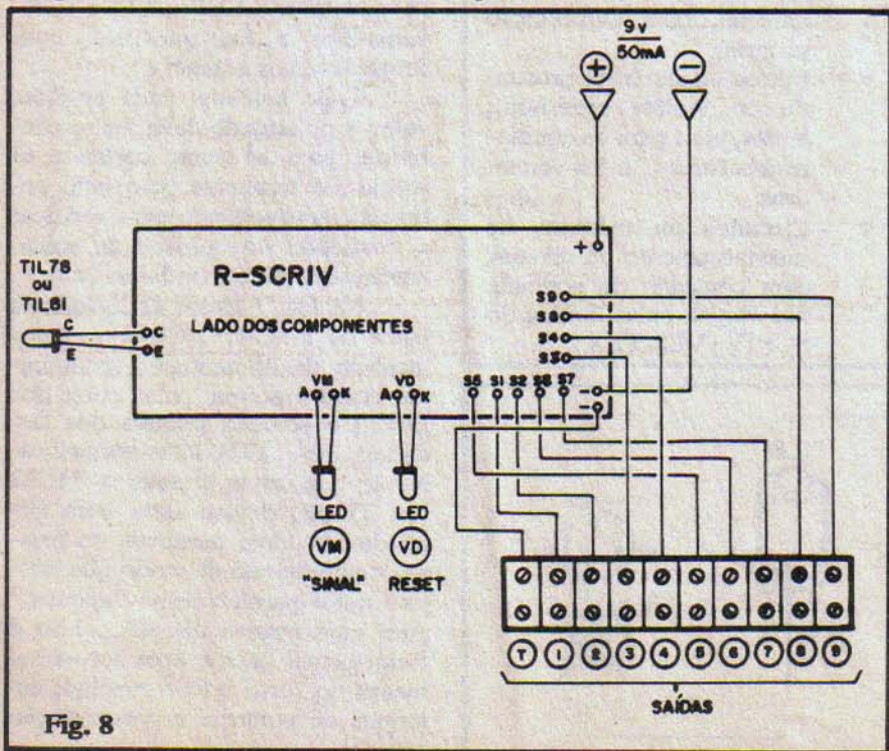 9v
50mA
+ −
+
TIL78
ou
TIL81
C
E
C
E
R-SCRIV
LADO DOS COMPONENTES
S9
S8
S4
S3
VM
A K
VD
A K
S5 S1 S2 S6 S7
−
−
LED
VM
"SINAL"
LED
VD
RESET
T 1 2 3 4 5 6 7 8 9
SAÍDAS
Fig. 8